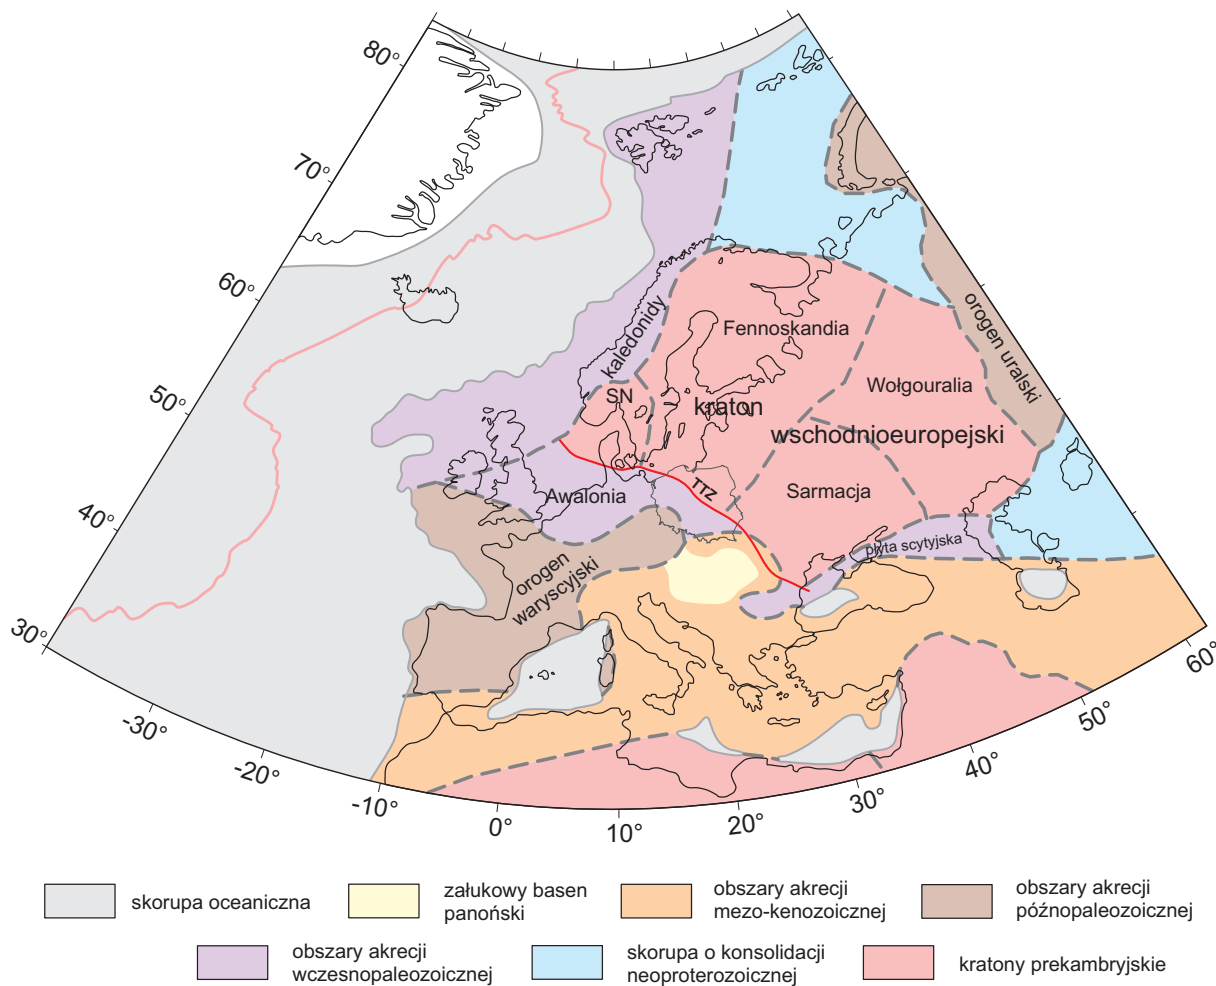 80°
70°
60°
50°
40°
30°
-30°
-20°
-10°
0°
10°
20°
30°
40°
50°
60°
kaledonidy
Fennoskandia
orogen uralski
Wołgouralia
SN
kraton
wschodnioeuropejski
TTZ
Sarmacja
Awalonia
płyta scytyjska
orogen
waryscyjski
skorupa oceaniczna
załukowy basen
panoński
obszary akrecji
mezo-kenozoicznej
obszary akrecji
późnopaleozoicznej
obszary akrecji
wczesnopaleozoicznej
skorupa o konsolidacji
neoproterozoicznej
kratony prekambryjskie